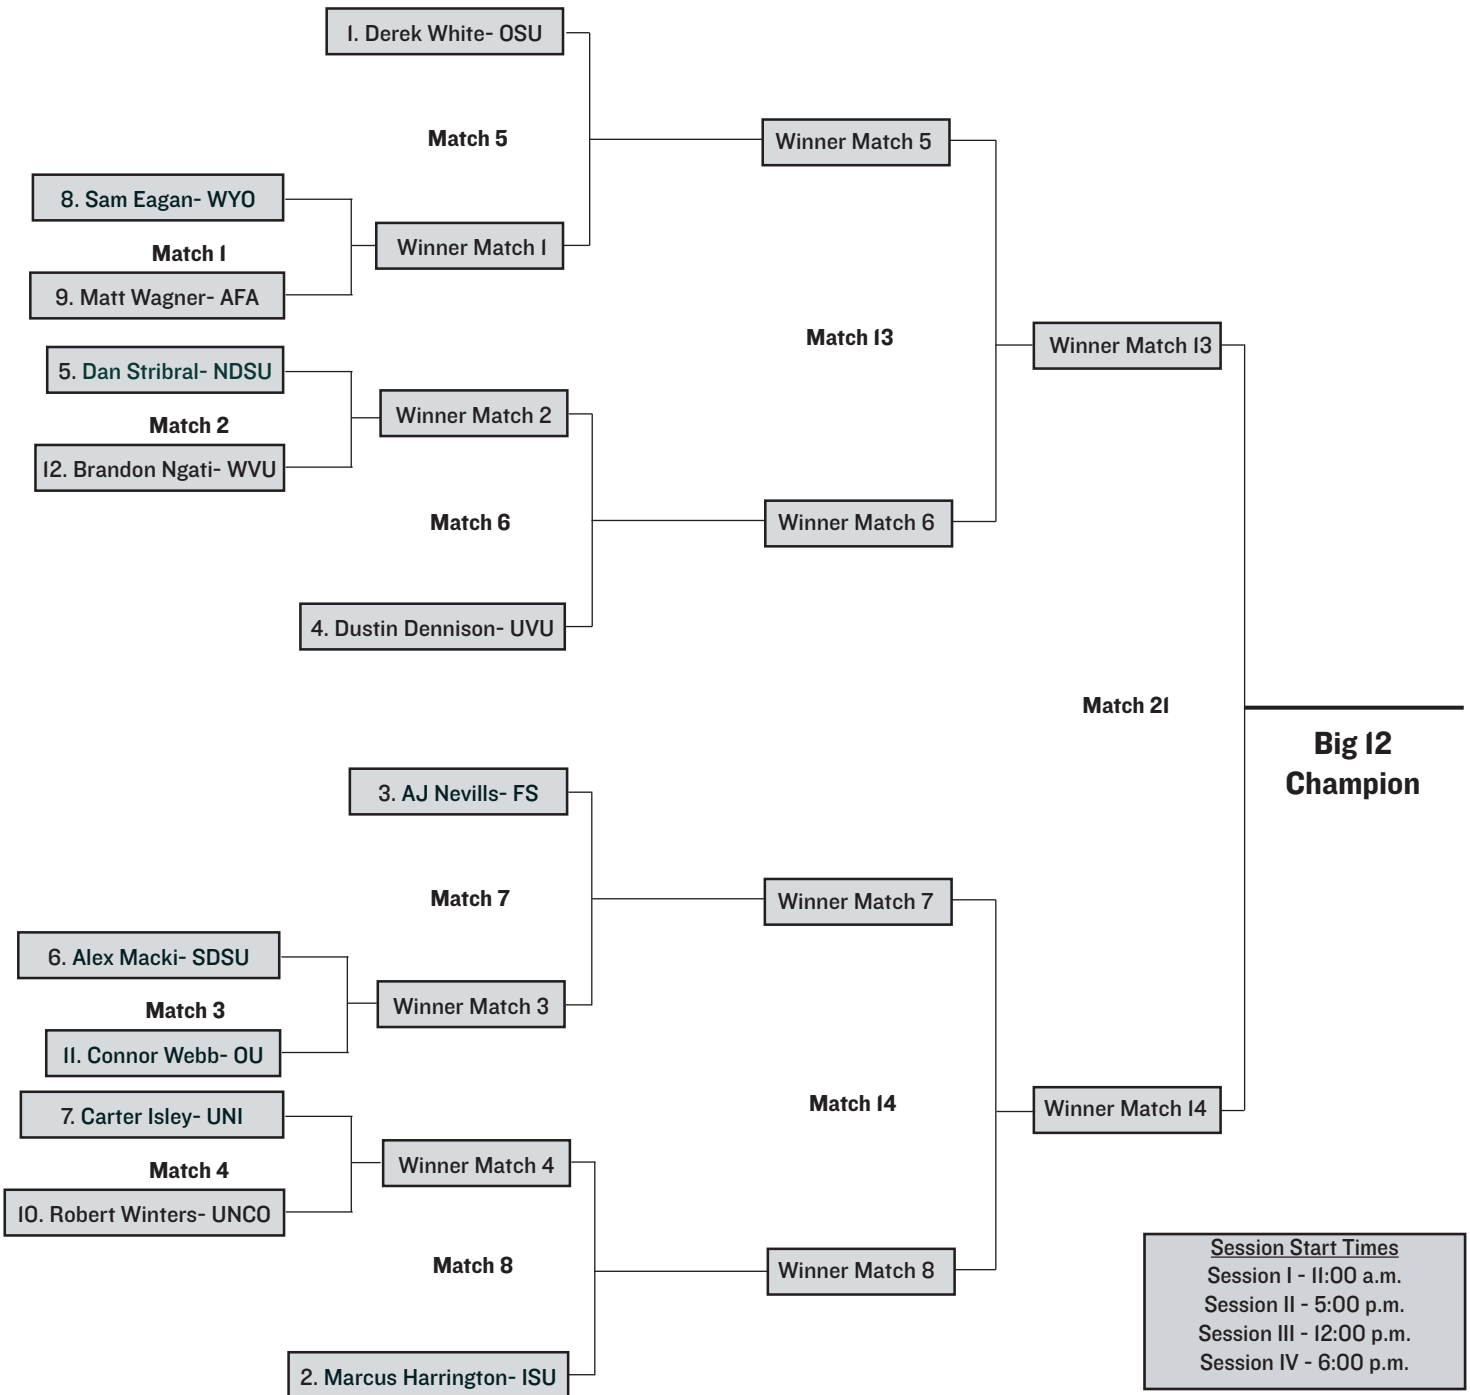 1. Derek White- OSU
Match 5
Winner Match 5
8. Sam Eagan- WYO
Match 1
Winner Match 1
9. Matt Wagner- AFA
Match 13
Winner Match 13
5. Dan Stribral- NDSU
Match 2
Winner Match 2
12. Brandon Ngati- WVU
Match 6
Winner Match 6
4. Dustin Dennison- UVU
Match 21
Big 12
Champion
3. AJ Nevills- FS
Match 7
Winner Match 7
6. Alex Macki- SDSU
Match 3
Winner Match 3
11. Connor Webb- OU
7. Carter Isley- UNI
Match 14
Winner Match 14
Match 4
Winner Match 4
10. Robert Winters- UNCO
Match 8
Winner Match 8
2. Marcus Harrington- ISU
Session Start Times
Session I - 11:00 a.m.
Session II - 5:00 p.m.
Session III - 12:00 p.m.
Session IV - 6:00 p.m.